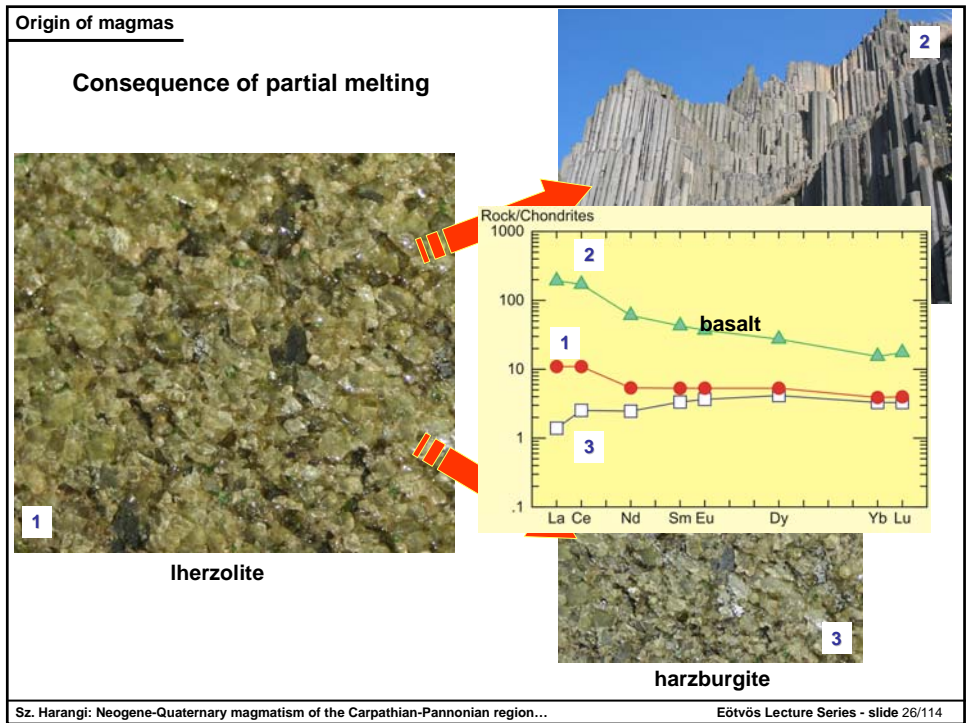 Origin of magmas
2
Consequence of partial melting
Rock/Chondrites
1000
2
100
basalt
1
10
1
3
.1
La Ce Nd Sm Eu Dy Yb Lu
1
lherzolite
3
harzburgite
Sz. Harangi: Neogene-Quaternary magmatism of the Carpathian-Pannonian region… Eötvös Lecture Series - slide 26/114